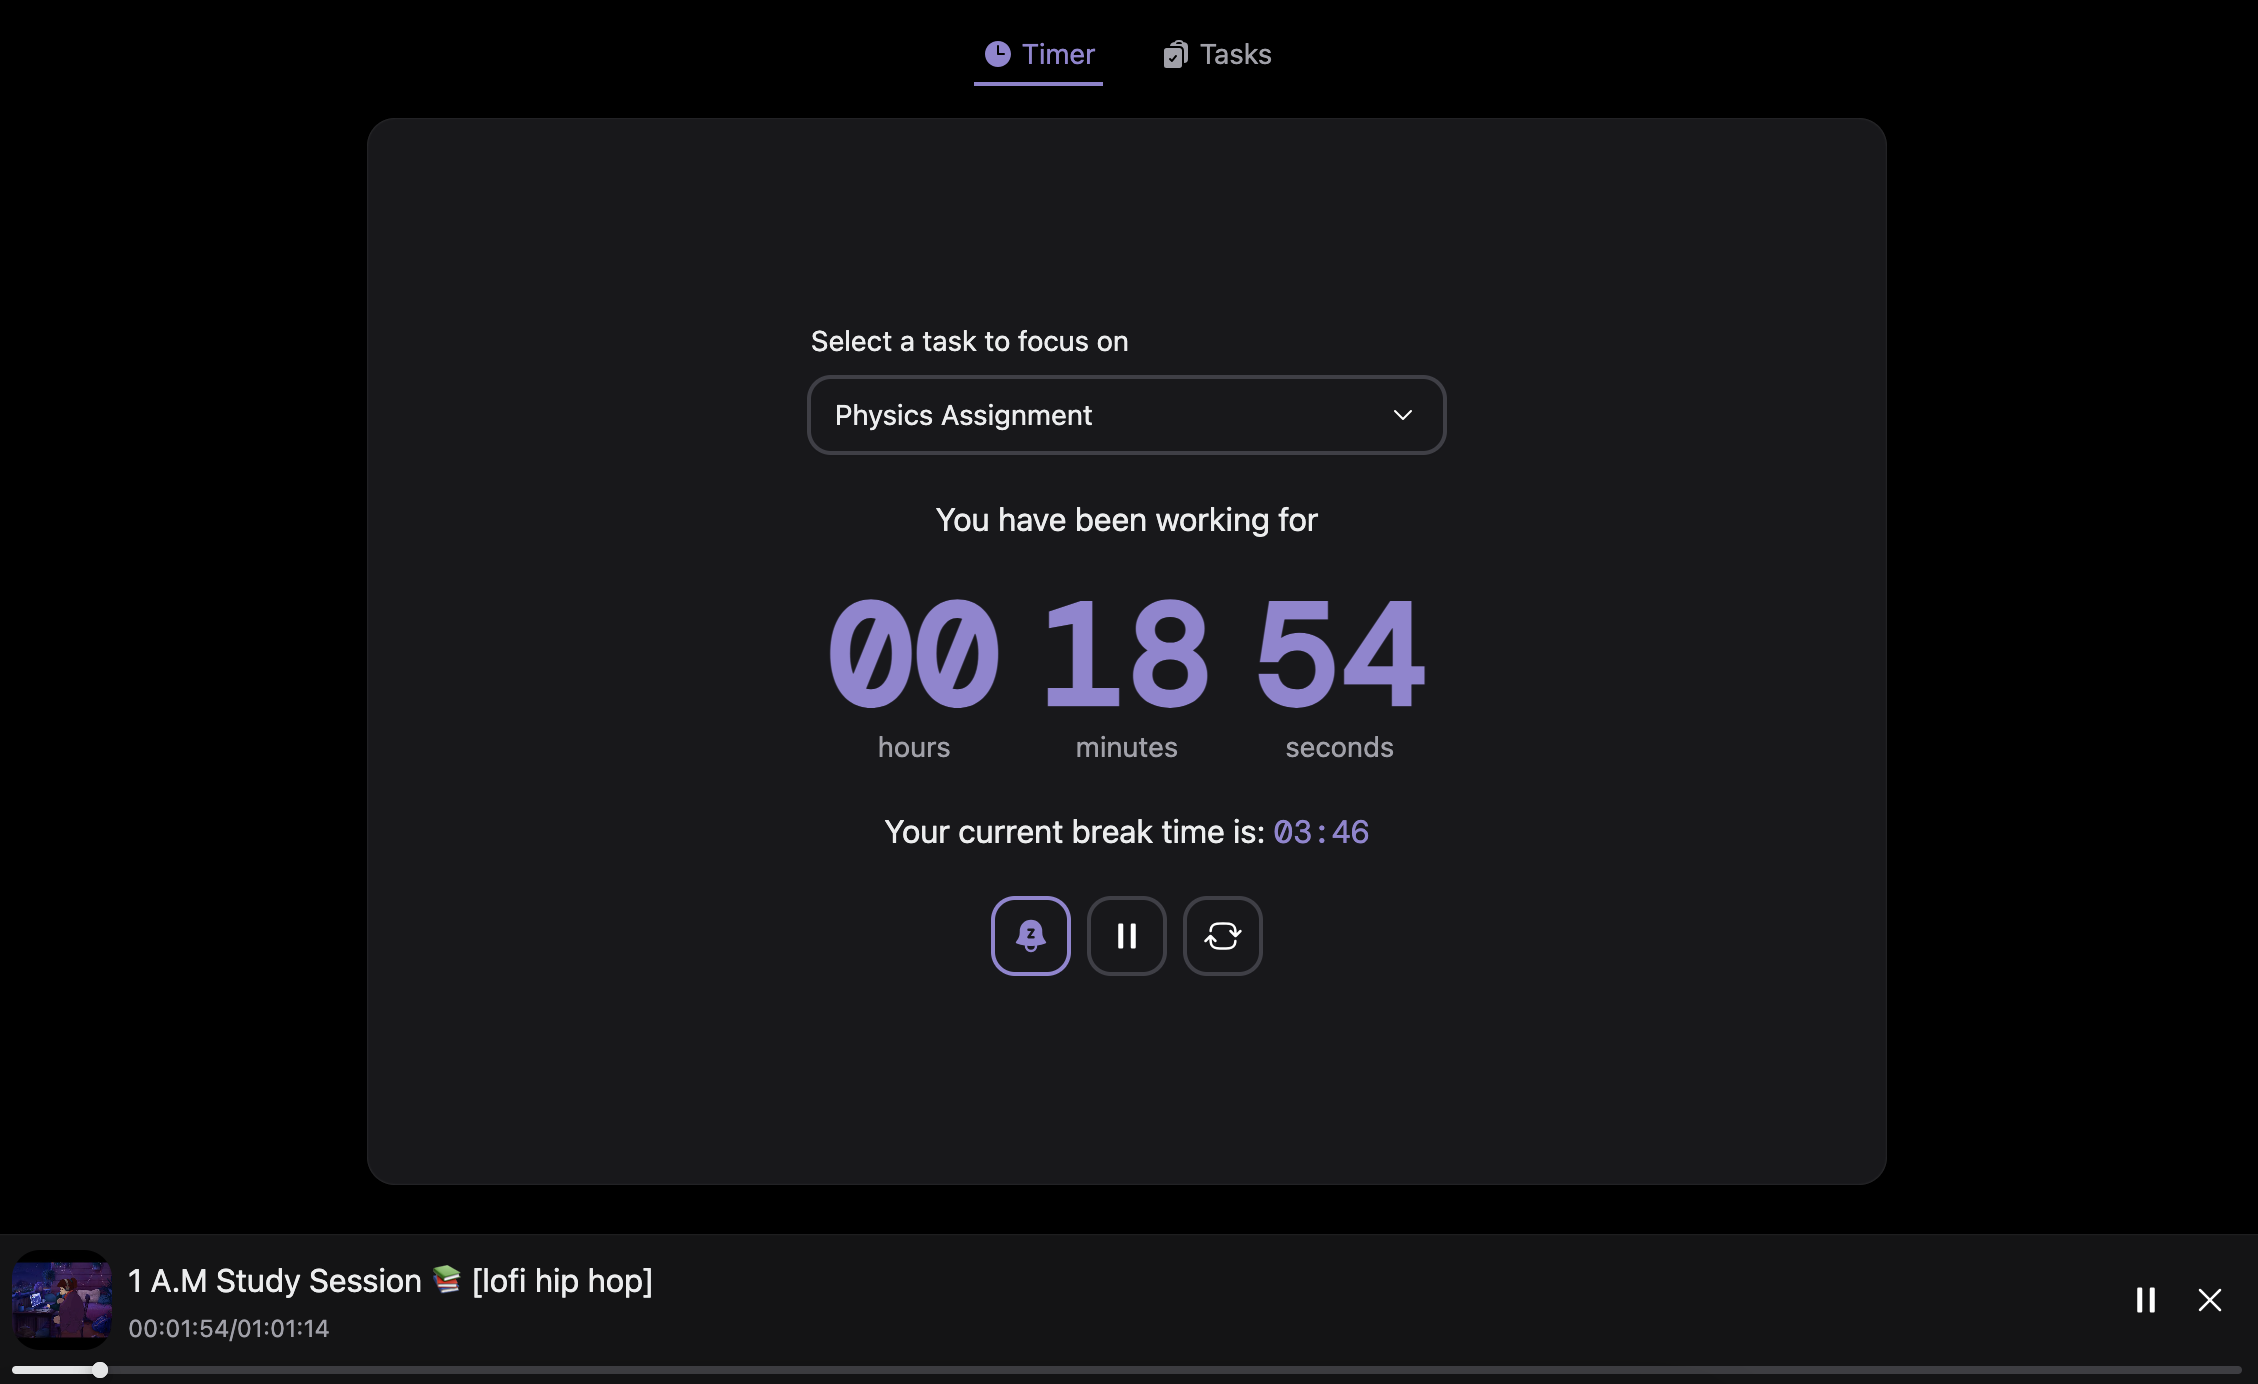 Timer
Tasks
Select a task to focus on
Physics Assignment
You have been working for
00 18 54
hours minutes seconds
Your current break time is: 03:46
z
1 A.M Study Session 📚 [lofi hip hop]
00:01:54/01:01:14